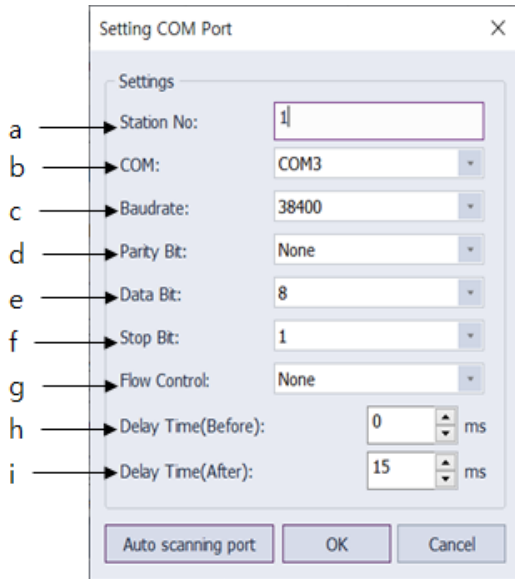 Setting COM Port
Settings
a Station No: 1
b COM: COM3
c Baudrate: 38400
d Parity Bit: None
e Data Bit: 8
f Stop Bit: 1
g Flow Control: None
h Delay Time(Before): 0 ms
i Delay Time(After): 15 ms
Auto scanning port OK Cancel